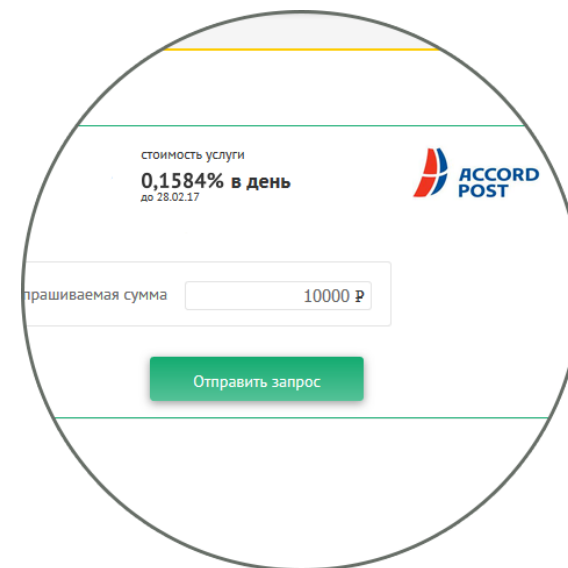 стоимость услуги
0,1584% в день
до 28.02.17
ACCORD
POST
прашиваемая сумма
10000 ₽
Отправить запрос